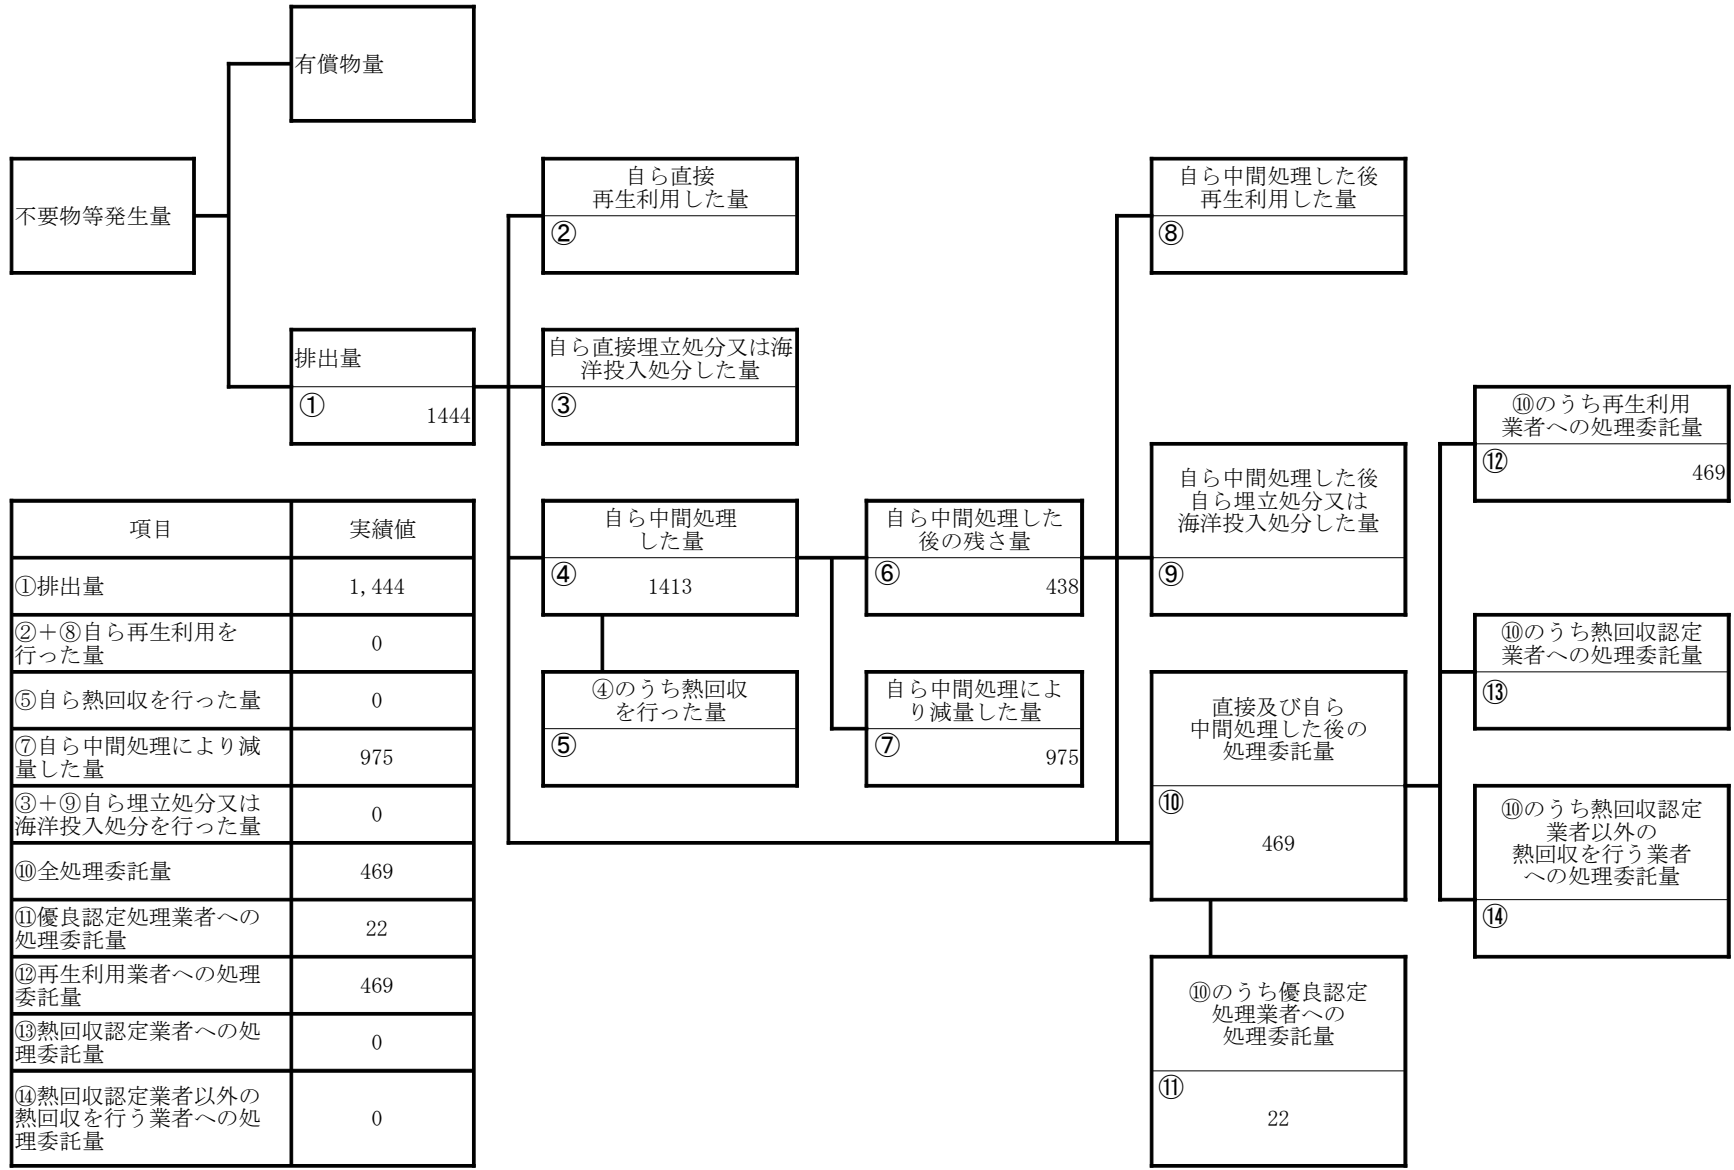 有償物量
不要物等発生量
自ら直接
再生利用した量
②
自ら中間処理した後
再生利用した量
⑧
排出量
①
1444
自ら直接埋立処分又は海
洋投入処分した量
③
⑩のうち再生利用
業者への処理委託量
⑫
469
自ら中間処理した後
自ら埋立処分又は
海洋投入処分した量
⑨
自ら中間処理
した量
④
1413
自ら中間処理した
後の残さ量
⑥
438
⑩のうち熱回収認定
業者への処理委託量
⑬
④のうち熱回収
を行った量
⑤
自ら中間処理によ
り減量した量
⑦
975
直接及び自ら
中間処理した後の
処理委託量
⑩
469
⑩のうち熱回収認定
業者以外の
熱回収を行う業者
への処理委託量
⑭
⑩のうち優良認定
処理業者への
処理委託量
⑪
22
項目 実績値
①排出量 1,444
②+⑧自ら再生利用を
行った量 0
⑤自ら熱回収を行った量 0
⑦自ら中間処理により減
量した量 975
③+⑨自ら埋立処分又は
海洋投入処分を行った量 0
⑩全処理委託量 469
⑪優良認定処理業者への
処理委託量 22
⑫再生利用業者への処理
委託量 469
⑬熱回収認定業者への処
理委託量 0
⑭熱回収認定業者以外の
熱回収を行う業者への処
理委託量 0